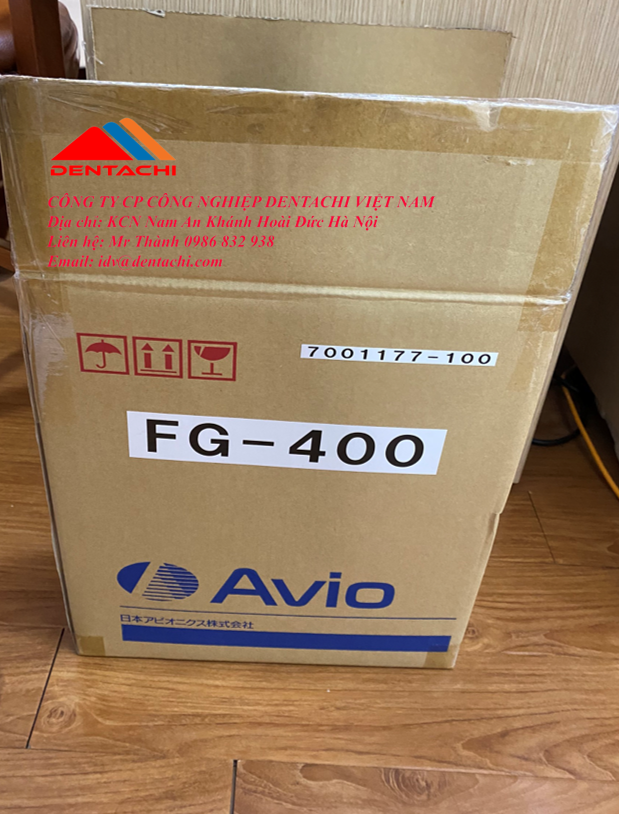 DENTACHI
CÔNG TY CP CÔNG NGHIỆP DENTACHI VIỆT NAM
Địa chỉ: KCN Nam An Khánh Hoài Đức Hà Nội
Liên hệ: Mr Thành 0986 832 938
Email: idv@dentachi.com
7001177-100
FG-400
Avio
日本アビオニクス株式会社